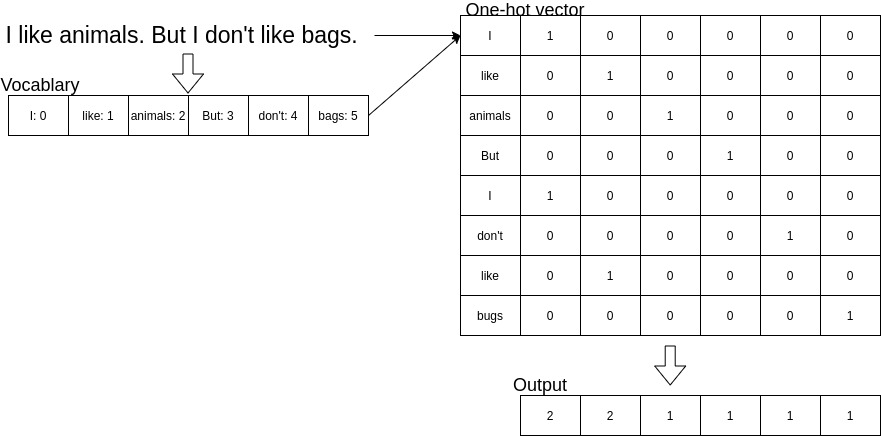 One-hot vector
I like animals. But I don't like bags.
Vocablary
I: 0 like: 1 animals: 2 But: 3 don't: 4 bags: 5
I 1 0 0 0 0 0
like 0 1 0 0 0 0
animals 0 0 1 0 0 0
But 0 0 0 1 0 0
I 1 0 0 0 0 0
don't 0 0 0 0 1 0
like 0 1 0 0 0 0
bugs 0 0 0 0 0 1
Output
2 2 1 1 1 1